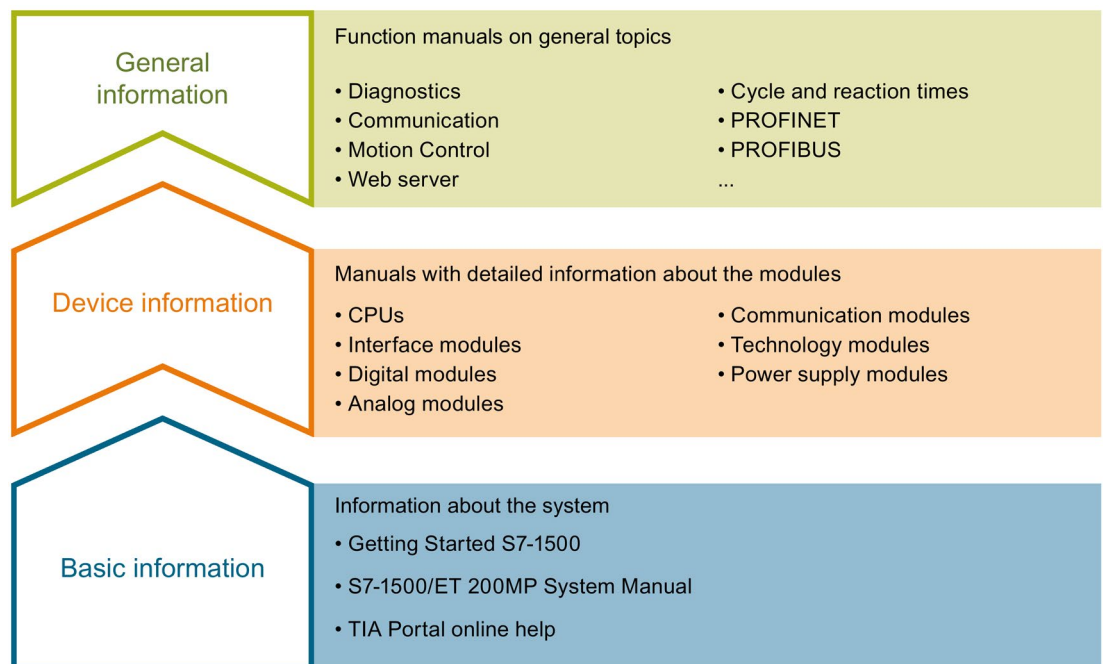 General
information
Function manuals on general topics
• Diagnostics
• Communication
• Motion Control
• Web server
• Cycle and reaction times
• PROFINET
• PROFIBUS
...
Device information
Manuals with detailed information about the modules
• CPUs
• Interface modules
• Digital modules
• Analog modules
• Communication modules
• Technology modules
• Power supply modules
Basic information
Information about the system
• Getting Started S7-1500
• S7-1500/ET 200MP System Manual
• TIA Portal online help